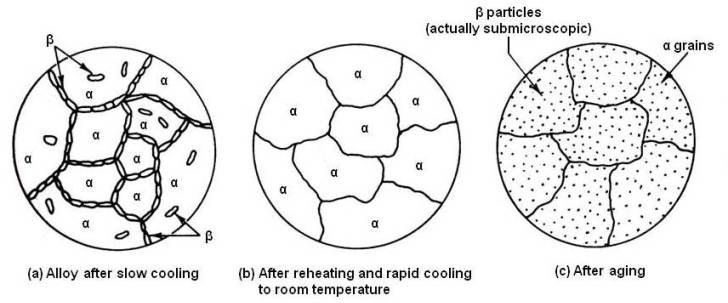 β
α
α
α
α
α
α
α
α
α
β
(a) Alloy after slow cooling
α
α
α
α
α
α
α
(b) After reheating and rapid cooling
to room temperature
β particles
(actually submicroscopic)
α grains
(c) After aging